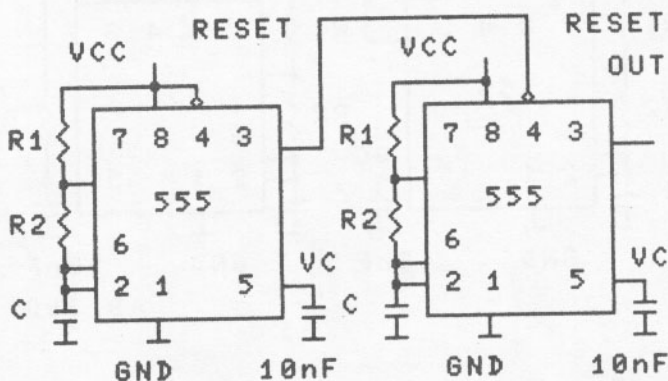 RESET
RESET
VCC
VCC
OUT
R1
7 8 4 3
R1
7 8 4 3
555
555
R2
R2
6
6
VC
VC
2 1 5
2 1 5
C
C
GND
10nF
GND
10nF